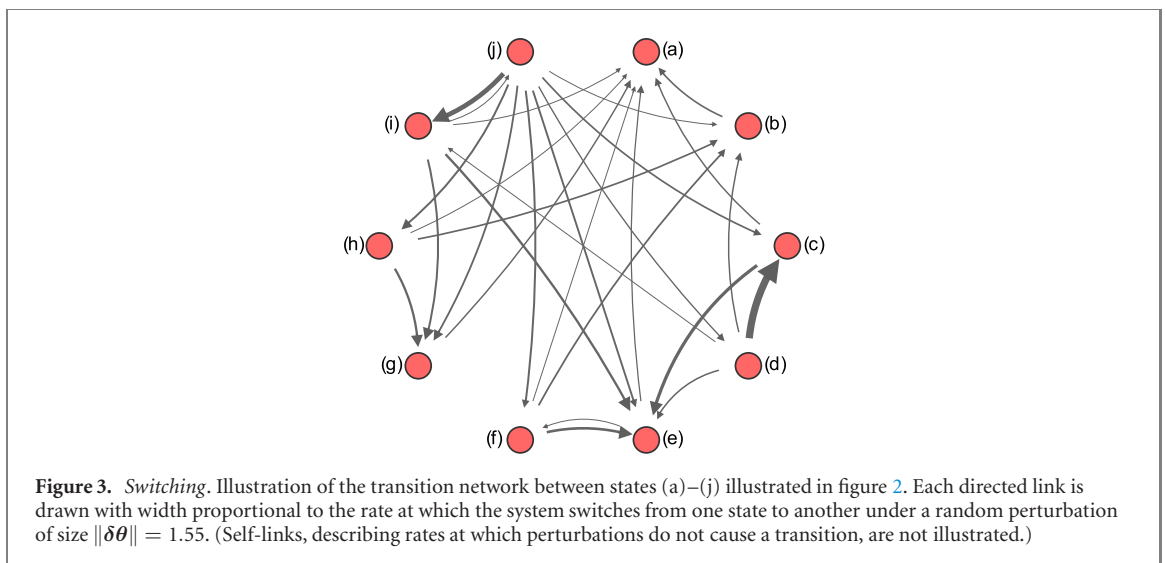 (j)
(a)
(i)
(b)
(h)
(c)
(g)
(d)
(f)
(e)
Figure 3. Switching. Illustration of the transition network between states (a)–(j) illustrated in figure 2. Each directed link is
drawn with width proportional to the rate at which the system switches from one state to another under a random perturbation
of size ‖δθ‖ = 1.55. (Self-links, describing rates at which perturbations do not cause a transition, are not illustrated.)